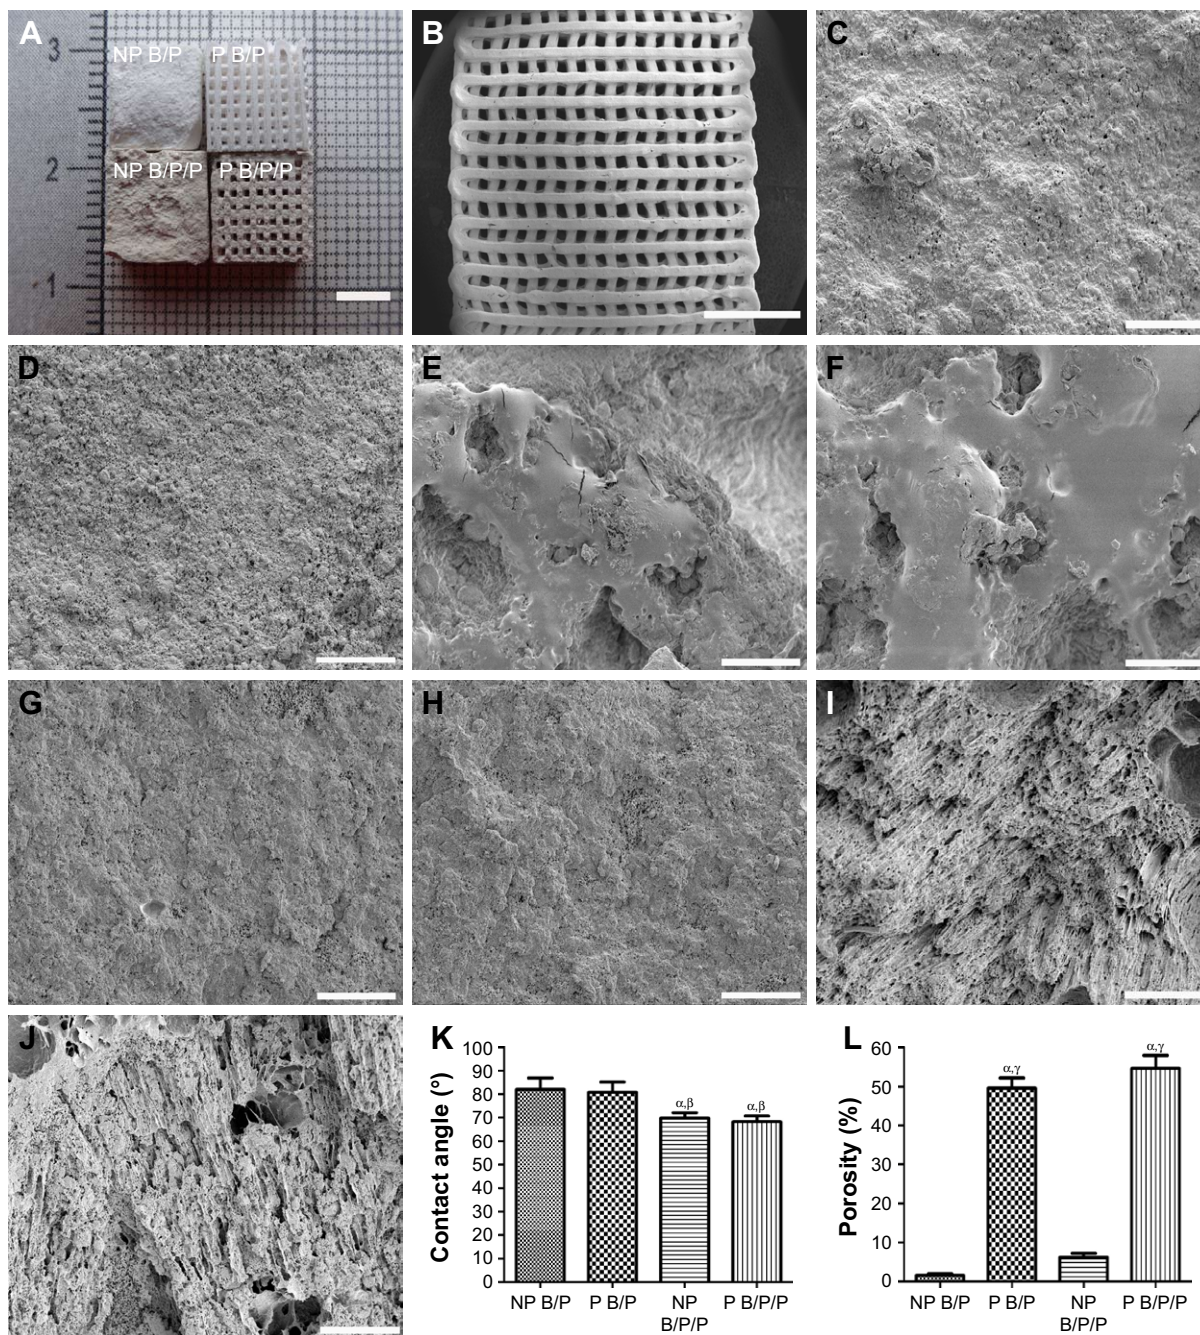 A
NP B/P
P B/P
NP B/P/P
P B/P/P
3
2
1
B
C
D
E
F
G
H
I
J
K
Contact angle (°)
100
90
80
70
60
50
40
30
20
10
0
α,β
α,β
NP B/P
P B/P
NP
B/P/P
P B/P/P
L
Porosity (%)
60
50
40
30
20
10
0
α,γ
α,γ
NP B/P
P B/P
NP
B/P/P
P B/P/P